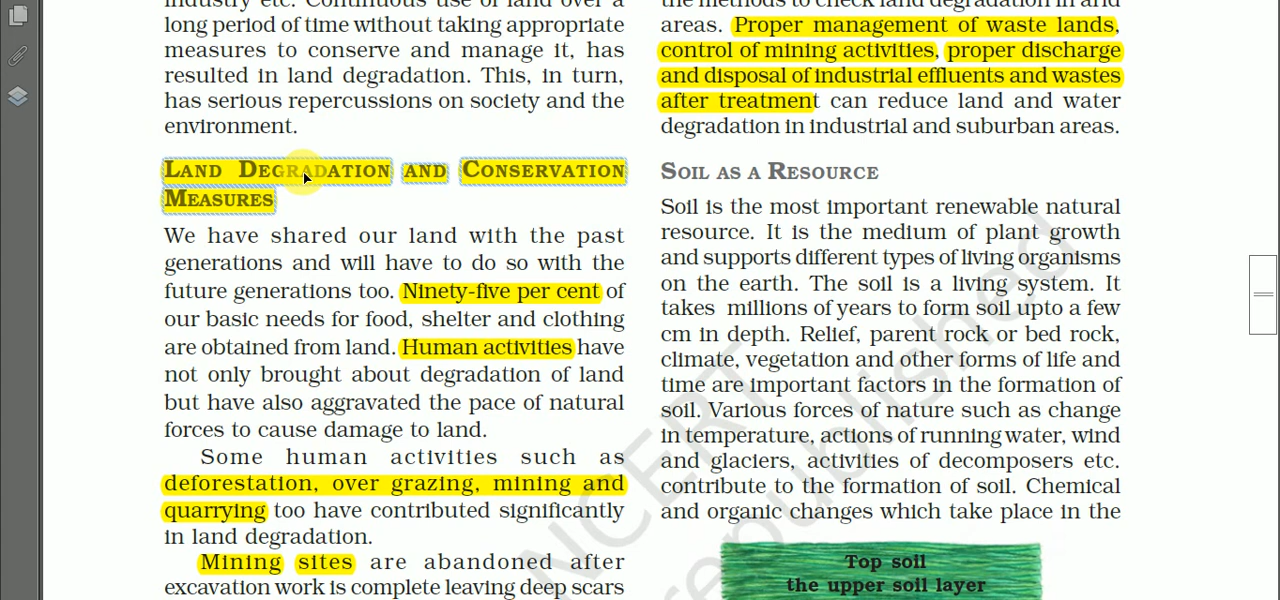 industry etc. Continuous use of land over a
long period of time without taking appropriate
measures to conserve and manage it, has
resulted in land degradation. This, in turn,
has serious repercussions on society and the
environment.
LAND DEGRADATION AND CONSERVATION
MEASURES
We have shared our land with the past
generations and will have to do so with the
future generations too. Ninety-five per cent of
our basic needs for food, shelter and clothing
are obtained from land. Human activities have
not only brought about degradation of land
but have also aggravated the pace of natural
forces to cause damage to land.
Some human activities such as
deforestation, over grazing, mining and
quarrying too have contributed significantly
in land degradation.
Mining sites are abandoned after
excavation work is complete leaving deep scars
the methods to check land degradation in arid
areas. Proper management of waste lands,
control of mining activities, proper discharge
and disposal of industrial effluents and wastes
after treatment can reduce land and water
degradation in industrial and suburban areas.
SOIL AS A RESOURCE
Soil is the most important renewable natural
resource. It is the medium of plant growth
and supports different types of living organisms
on the earth. The soil is a living system. It
takes millions of years to form soil upto a few
cm in depth. Relief, parent rock or bed rock,
climate, vegetation and other forms of life and
time are important factors in the formation of
soil. Various forces of nature such as change
in temperature, actions of running water, wind
and glaciers, activities of decomposers etc.
contribute to the formation of soil. Chemical
and organic changes which take place in the
Top soil
the upper soil layer
NCERT
republished